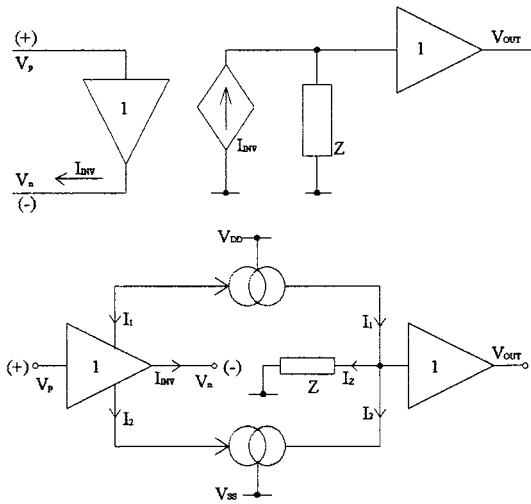 (+)
Vp
1
Vn
IINV
(-)
IINV
Z
1
VOUT
VDD
I1
I1
(+)
Vp
1
IINV
Vn
(-)
Z
IZ
1
VOUT
I2
I2
VSS